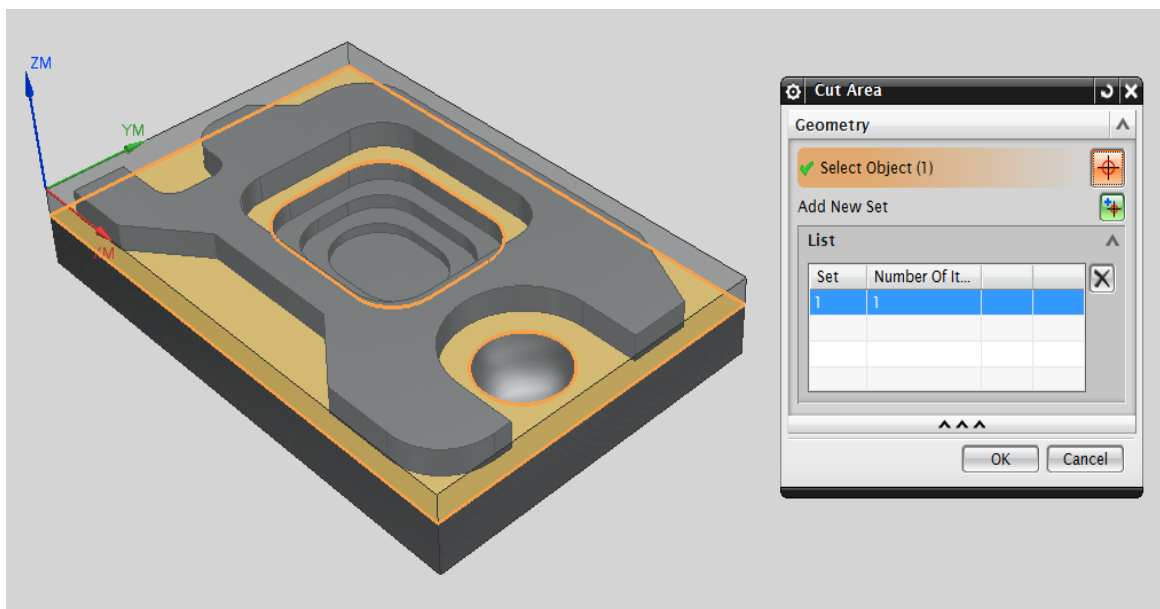 ZM
YM
XM
Cut Area
Geometry
Select Object (1)
Add New Set
List
Set Number Of It...
1 1
OK Cancel